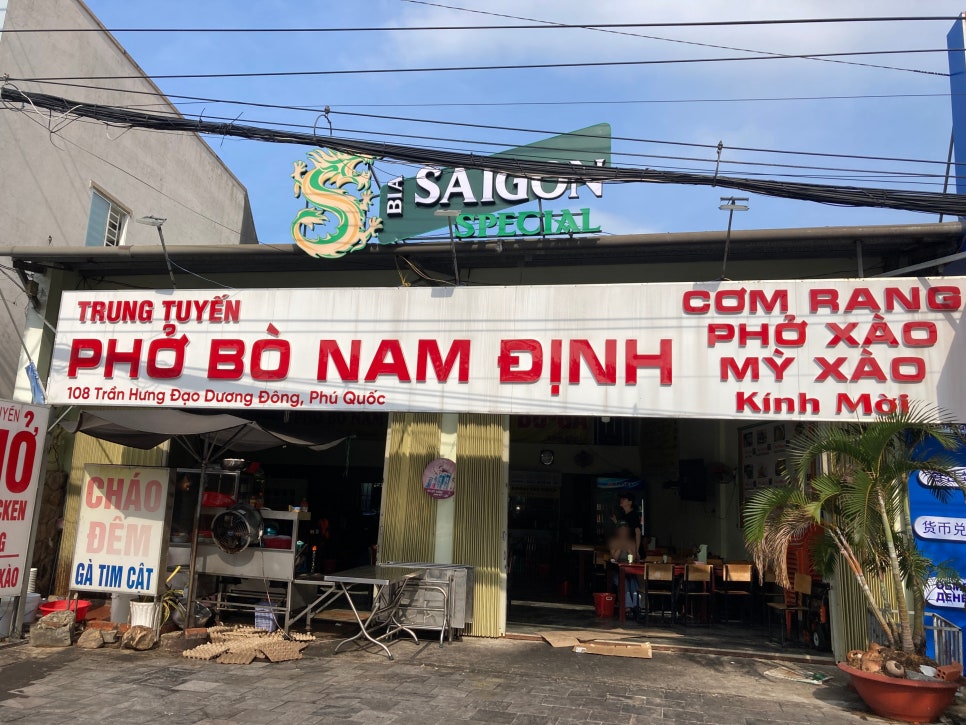 BIA SAIGON
SPECIAL
TRUNG TUYẾN
PHỞ BÒ NAM ĐỊNH
108 Trần Hưng Đạo Dương Đông, Phú Quốc
CƠM RANG
PHỞ XÀO
MỲ XÀO
Kính Mời
CHÁO
ĐÊM
GÀ TIM CẬT
XÀO
货币兑